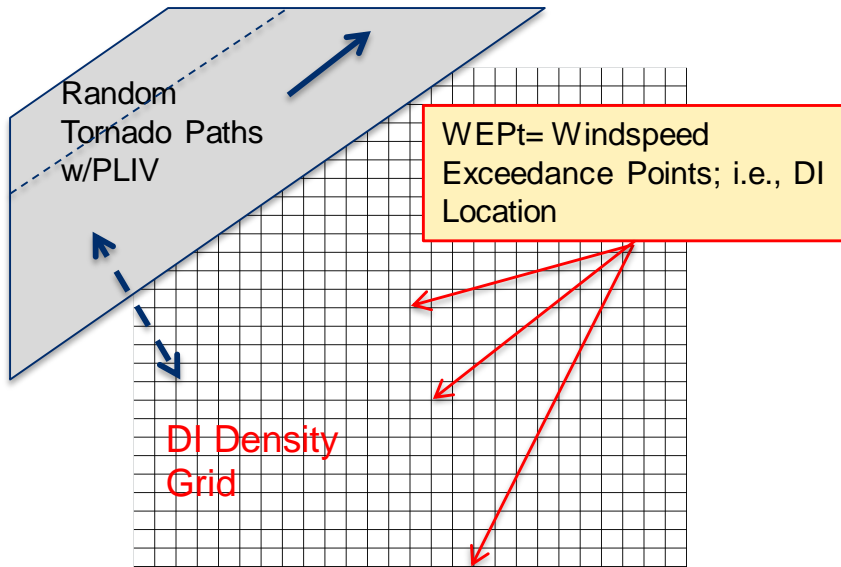 Random
Tornado Paths
w/PLIV
WEPt= Windspeed
Exceedance Points; i.e., DI
Location
DI Density
Grid